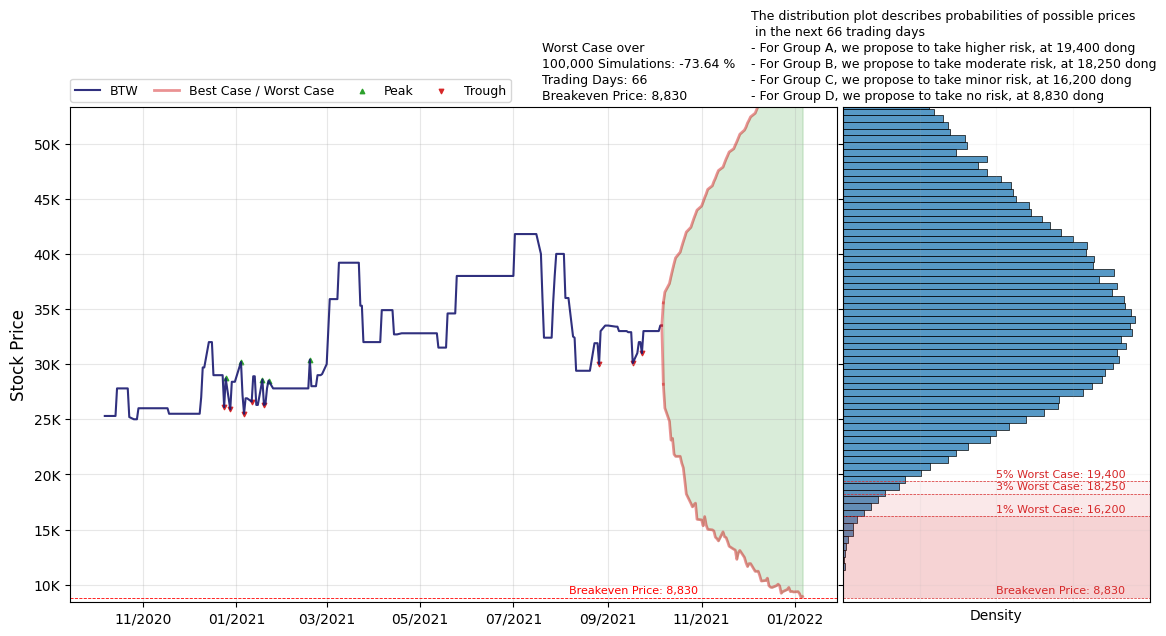 The distribution plot describes probabilities of possible prices
in the next 66 trading days
- For Group A, we propose to take higher risk, at 19,400 dong
- For Group B, we propose to take moderate risk, at 18,250 dong
- For Group C, we propose to take minor risk, at 16,200 dong
- For Group D, we propose to take no risk, at 8,830 dong
Worst Case over
100,000 Simulations: -73.64 %
Trading Days: 66
Breakeven Price: 8,830
BTW
Best Case / Worst Case
Peak
Trough
Stock Price
50K
45K
40K
35K
30K
25K
20K
15K
10K
Breakeven Price: 8,830
11/2020
01/2021
03/2021
05/2021
07/2021
09/2021
11/2021
01/2022
5% Worst Case: 19,400
3% Worst Case: 18,250
1% Worst Case: 16,200
Breakeven Price: 8,830
Density